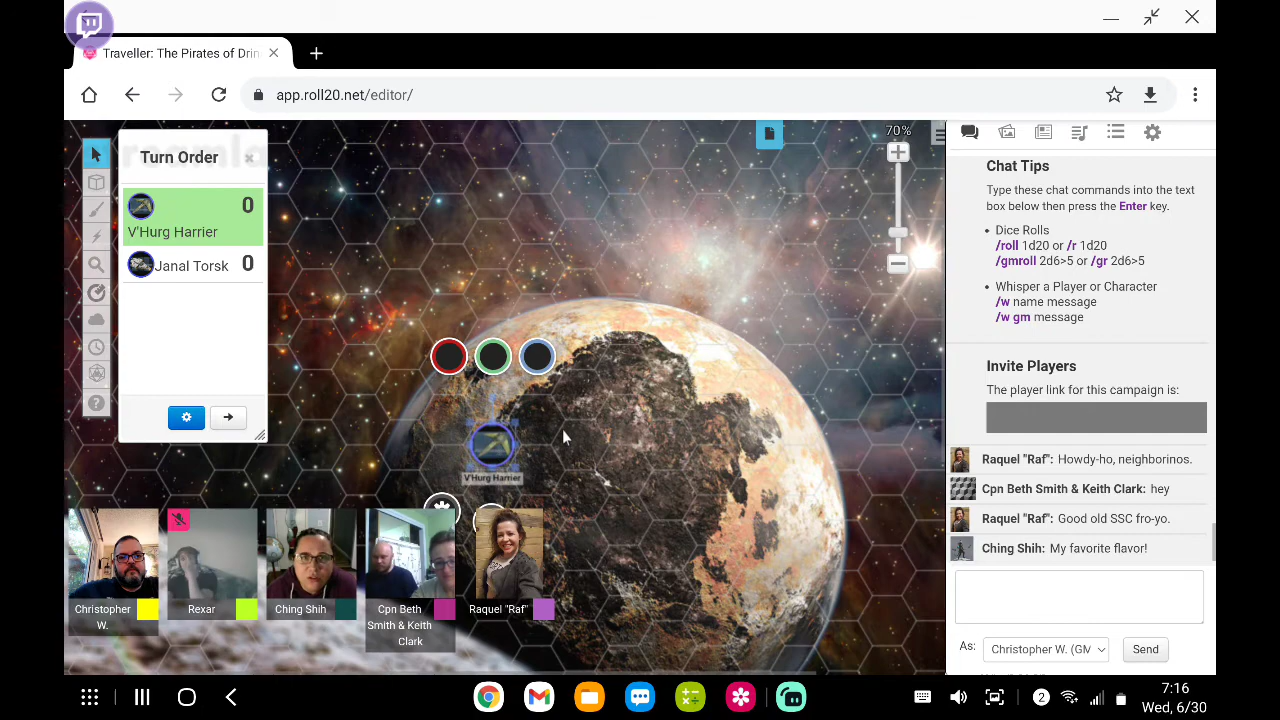 Traveller: The Pirates of Drin
app.roll20.net/editor/
Turn Order
V'Hurg Harrier
0
Janal Torsk
0
70%
V'Hurg Harrier
Christopher W.
Rexar
Ching Shih
Cpn Beth Smith & Keith Clark
Raquel "Raf"
Chat Tips
Type these chat commands into the text
box below then press the Enter key.
Dice Rolls
/roll 1d20 or /r 1d20
/gmroll 2d6>5 or /gr 2d6>5
Whisper a Player or Character
/w name message
/w gm message
Invite Players
The player link for this campaign is:
Raquel "Raf": Howdy-ho, neighborinos.
Cpn Beth Smith & Keith Clark: hey
Raquel "Raf": Good old SSC fro-yo.
Ching Shih: My favorite flavor!
As:
Christopher W. (GM
Send
2
7:16
Wed, 6/30